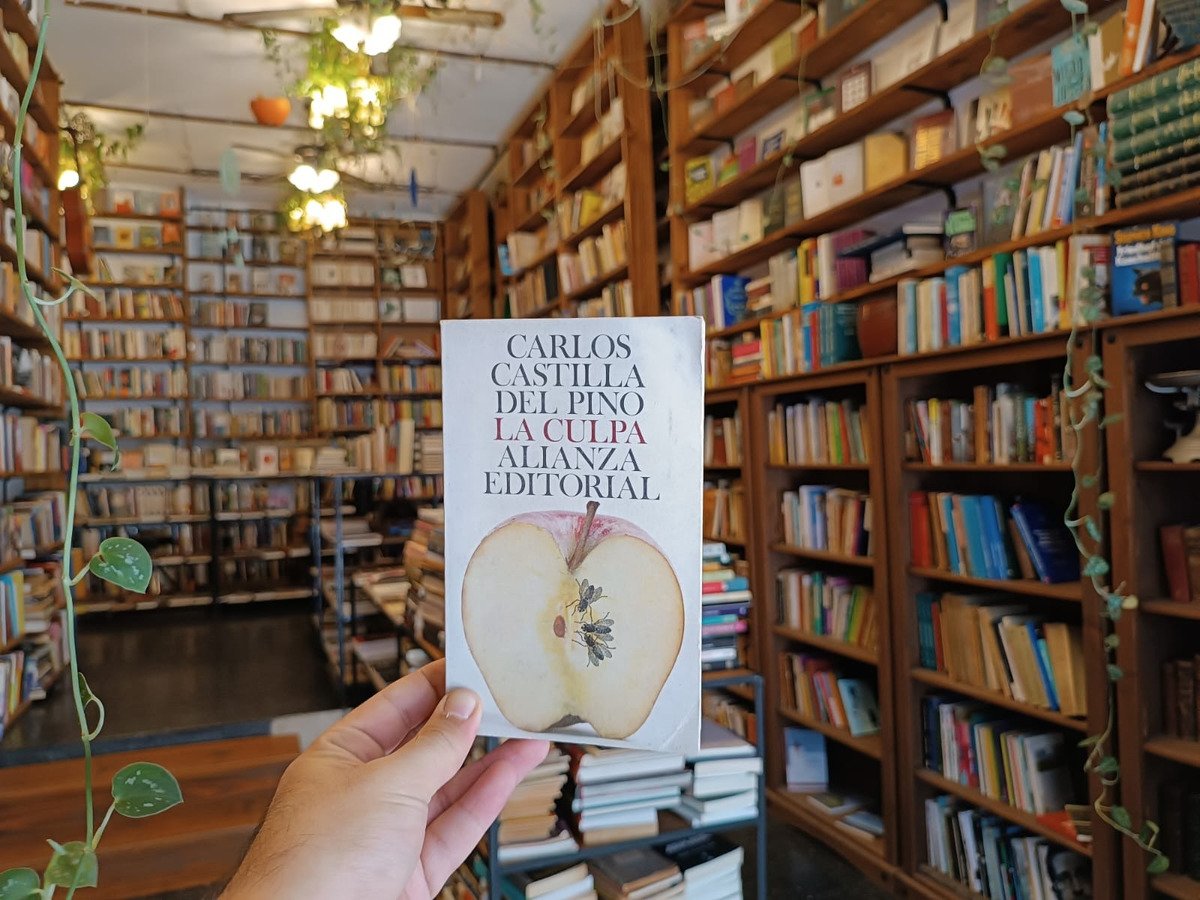 CARLOS
CASTILLA
DEL PINO
LA CULPA
ALIANZA
EDITORIAL